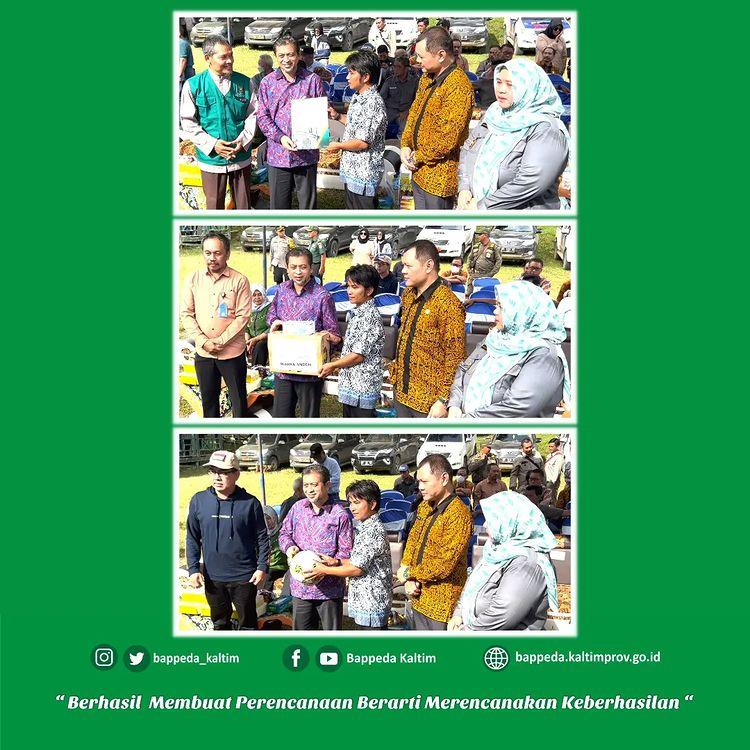 bappeda_kaltim
Bappeda Kaltim
bappeda.kaltimprov.go.id
“ Berhasil Membuat Perencanaan Berarti Merencanakan Keberhasilan “